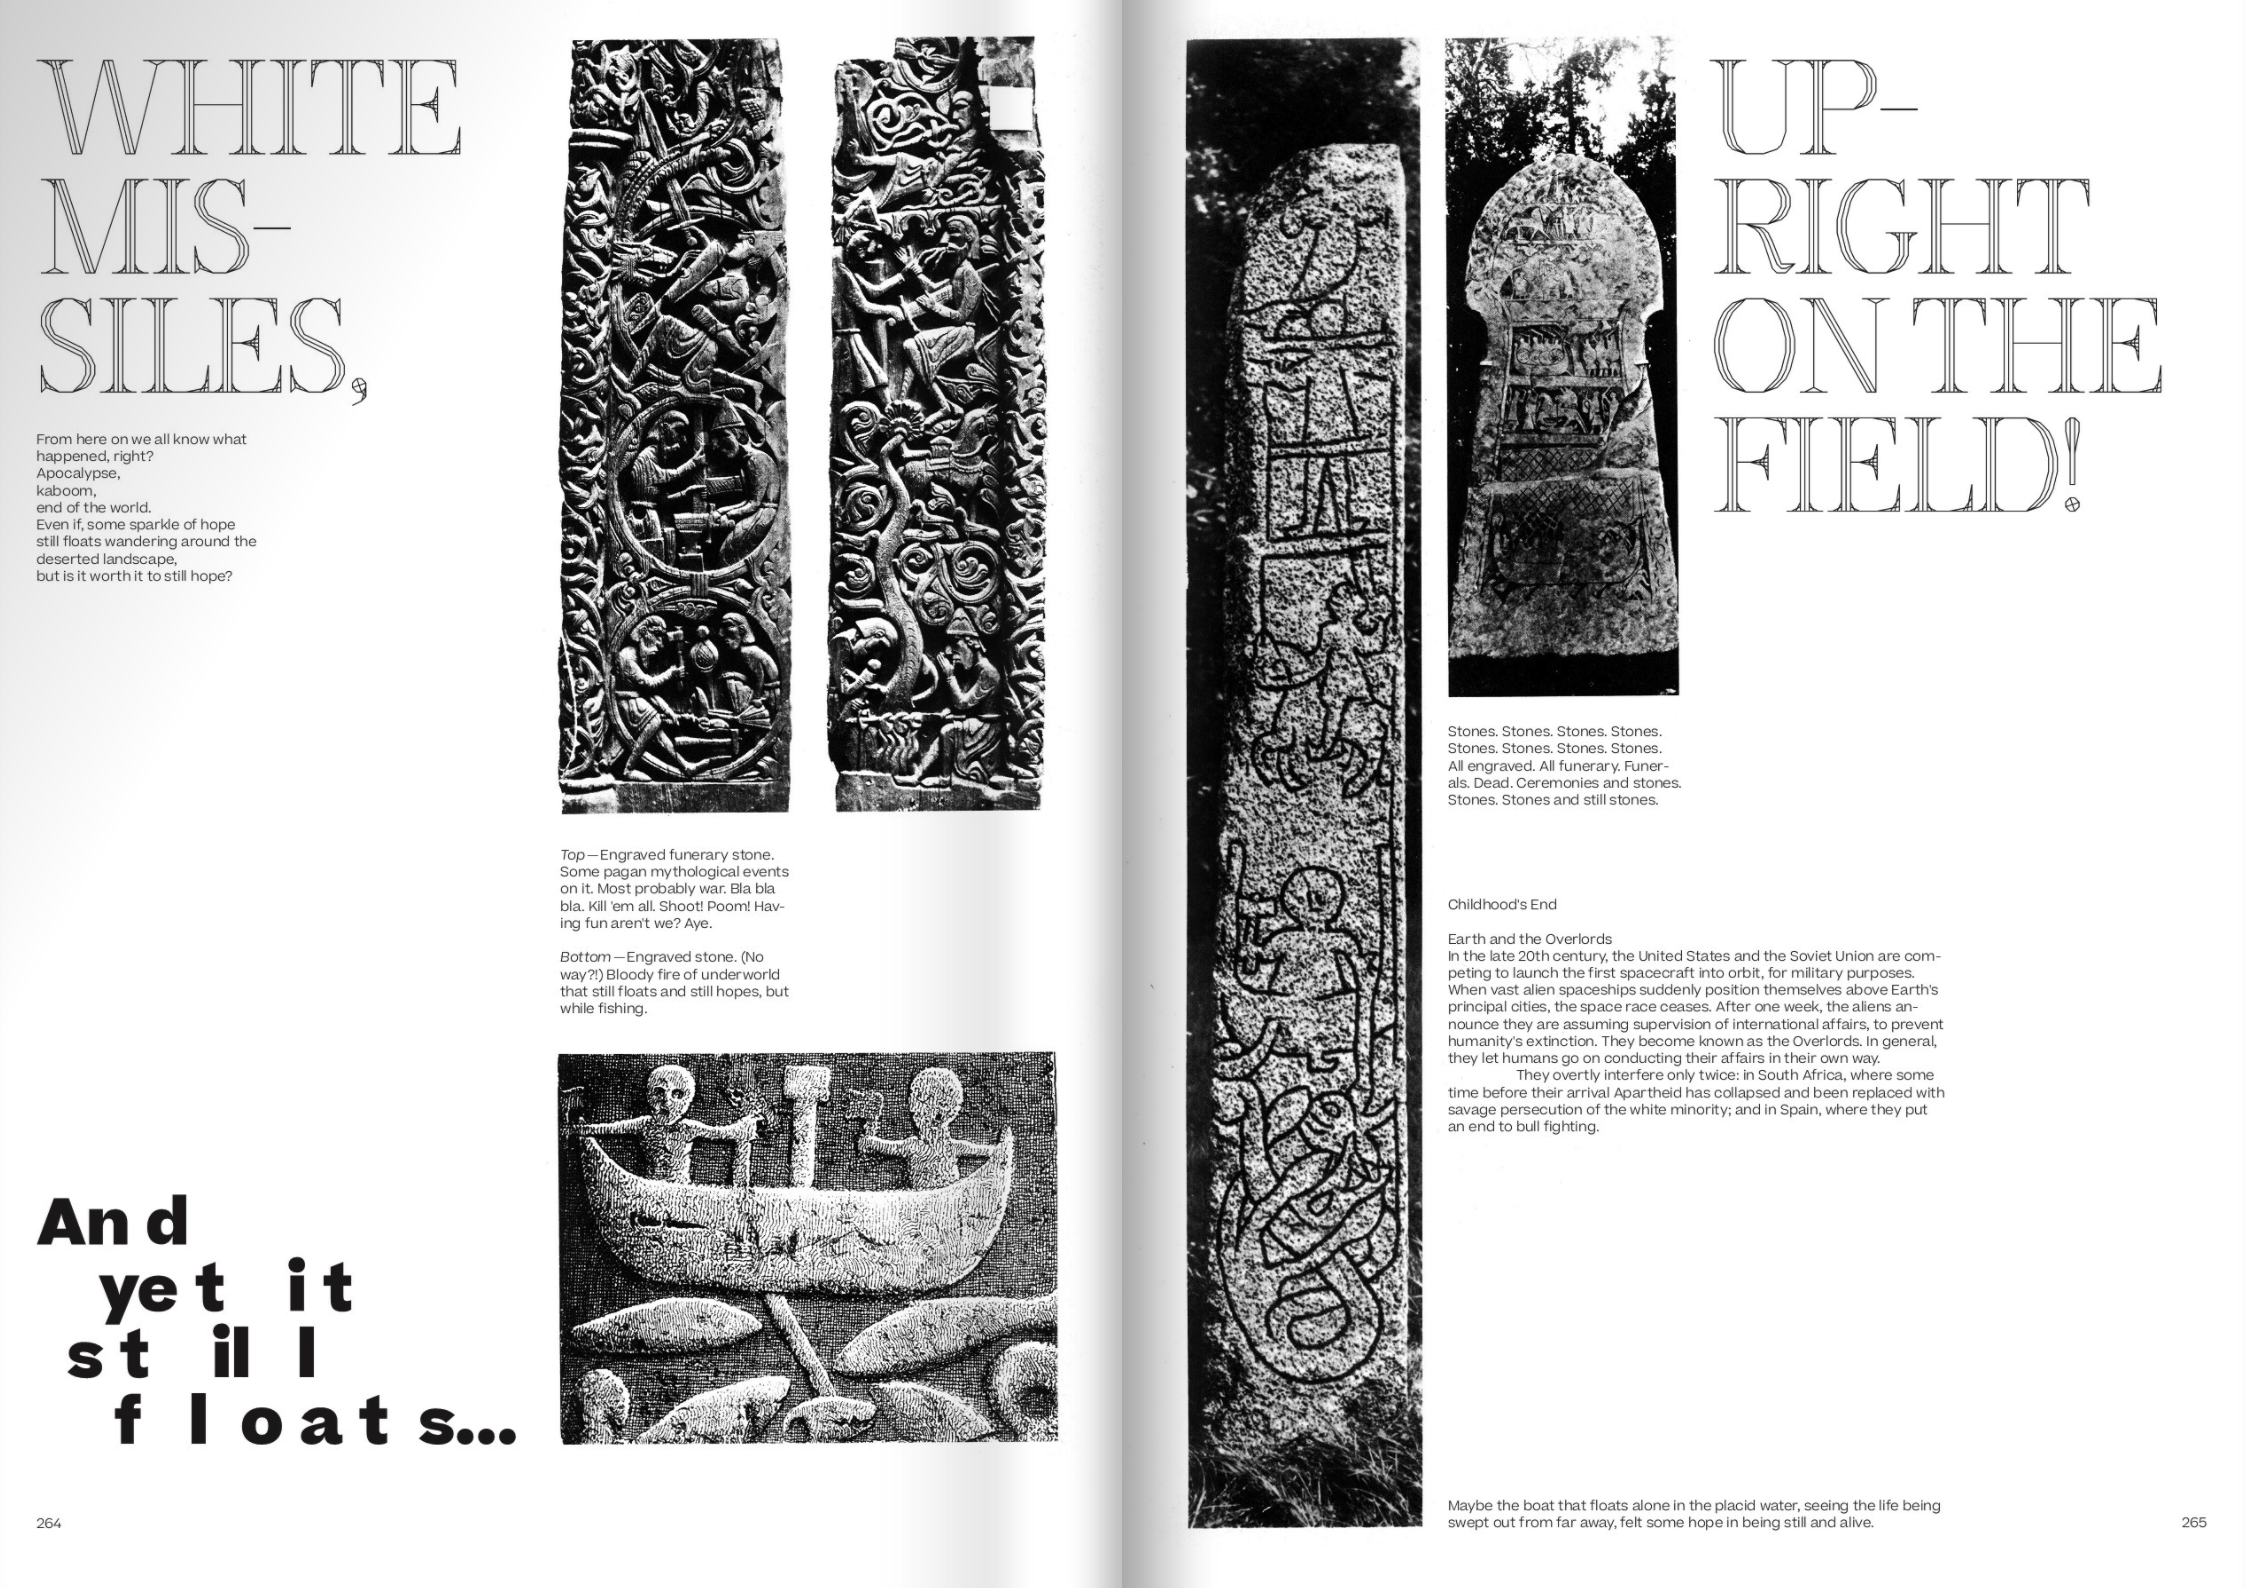 WHITE
MIS–
SILES,
From here on we all know what
happened, right?
Apocalypse,
kaboom,
end of the world.
Even if, some sparkle of hope
still floats wandering around the
deserted landscape,
but is it worth it to still hope?
Top—Engraved funerary stone.
Some pagan mythological events
on it. Most probably war. Bla bla
bla. Kill 'em all. Shoot! Poom! Hav-
ing fun aren't we? Aye.
Bottom—Engraved stone. (No
way?!) Bloody fire of underworld
that still floats and still hopes, but
while fishing.
And
yet it
still
floats...
264
UP–
RIGHT
ON THE
FIELD!
Stones. Stones. Stones. Stones.
Stones. Stones. Stones. Stones.
All engraved. All funerary. Funer-
als. Dead. Ceremonies and stones.
Stones. Stones and still stones.
Childhood's End
Earth and the Overlords
In the late 20th century, the United States and the Soviet Union are com-
peting to launch the first spacecraft into orbit, for military purposes.
When vast alien spaceships suddenly position themselves above Earth's
principal cities, the space race ceases. After one week, the aliens an-
nounce they are assuming supervision of international affairs, to prevent
humanity's extinction. They become known as the Overlords. In general,
they let humans go on conducting their affairs in their own way.
They overtly interfere only twice: in South Africa, where some
time before their arrival Apartheid has collapsed and been replaced with
savage persecution of the white minority; and in Spain, where they put
an end to bull fighting.
Maybe the boat that floats alone in the placid water, seeing the life being
swept out from far away, felt some hope in being still and alive.
265